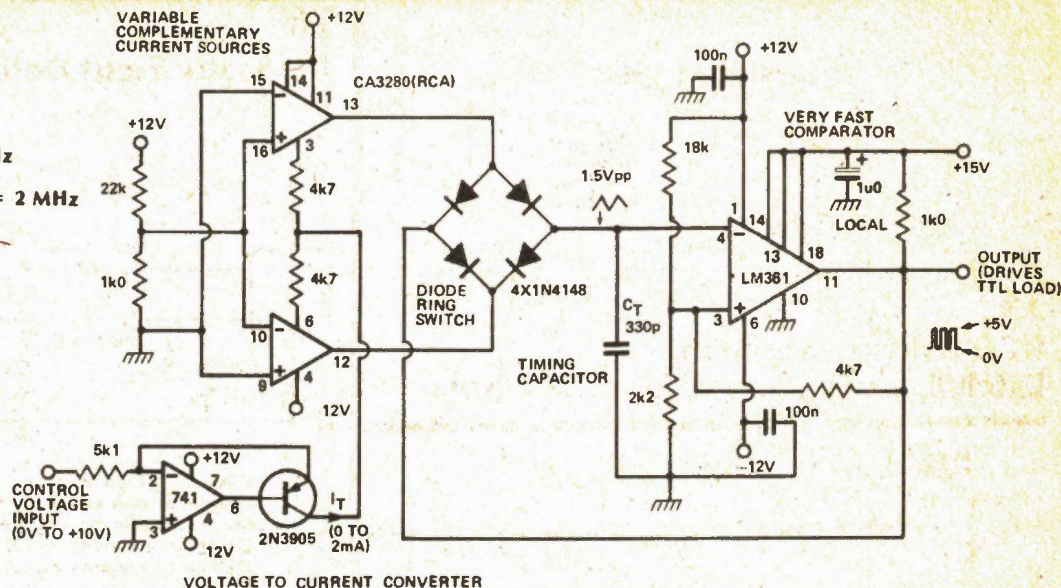 VARIABLE
COMPLEMENTARY
CURRENT SOURCES
+12V
CA3280(RCA)
15
14
11
13
16
3
+12V
22k
1k0
4k7
4k7
Hz
= 2 MHz
10
6
12
9
4
12V
DIODE
RING
SWITCH
4X1N4148
1.5Vpp
CT
330p
TIMING
CAPACITOR
100n
+12V
18k
VERY FAST
COMPARATOR
+15V
1u0
LOCAL
1k0
1
14
4
13
18
LM361
11
3
6
10
OUTPUT
(DRIVES
TTL LOAD)
+5V
0V
2k2
4k7
100n
-12V
5k1
CONTROL
VOLTAGE
INPUT
(0V TO +10V)
+12V
2
7
741
6
3
4
12V
2N3905
IT
(0 TO
2mA)
VOLTAGE TO CURRENT CONVERTER